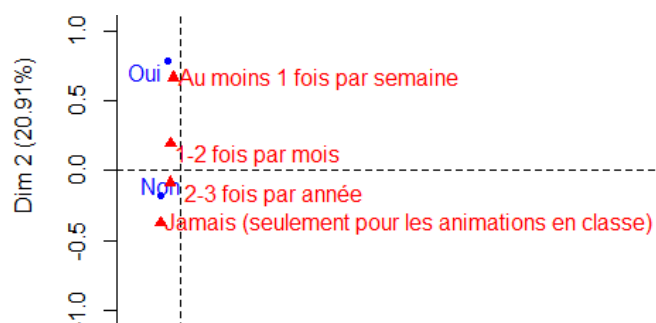 1.0
Oui
Au moins 1 fois par semaine
0.5
Dim 2 (20.91%)
1-2 fois par mois
0.0
Non
2-3 fois par année
Jamais (seulement pour les animations en classe)
-0.5
-1.0